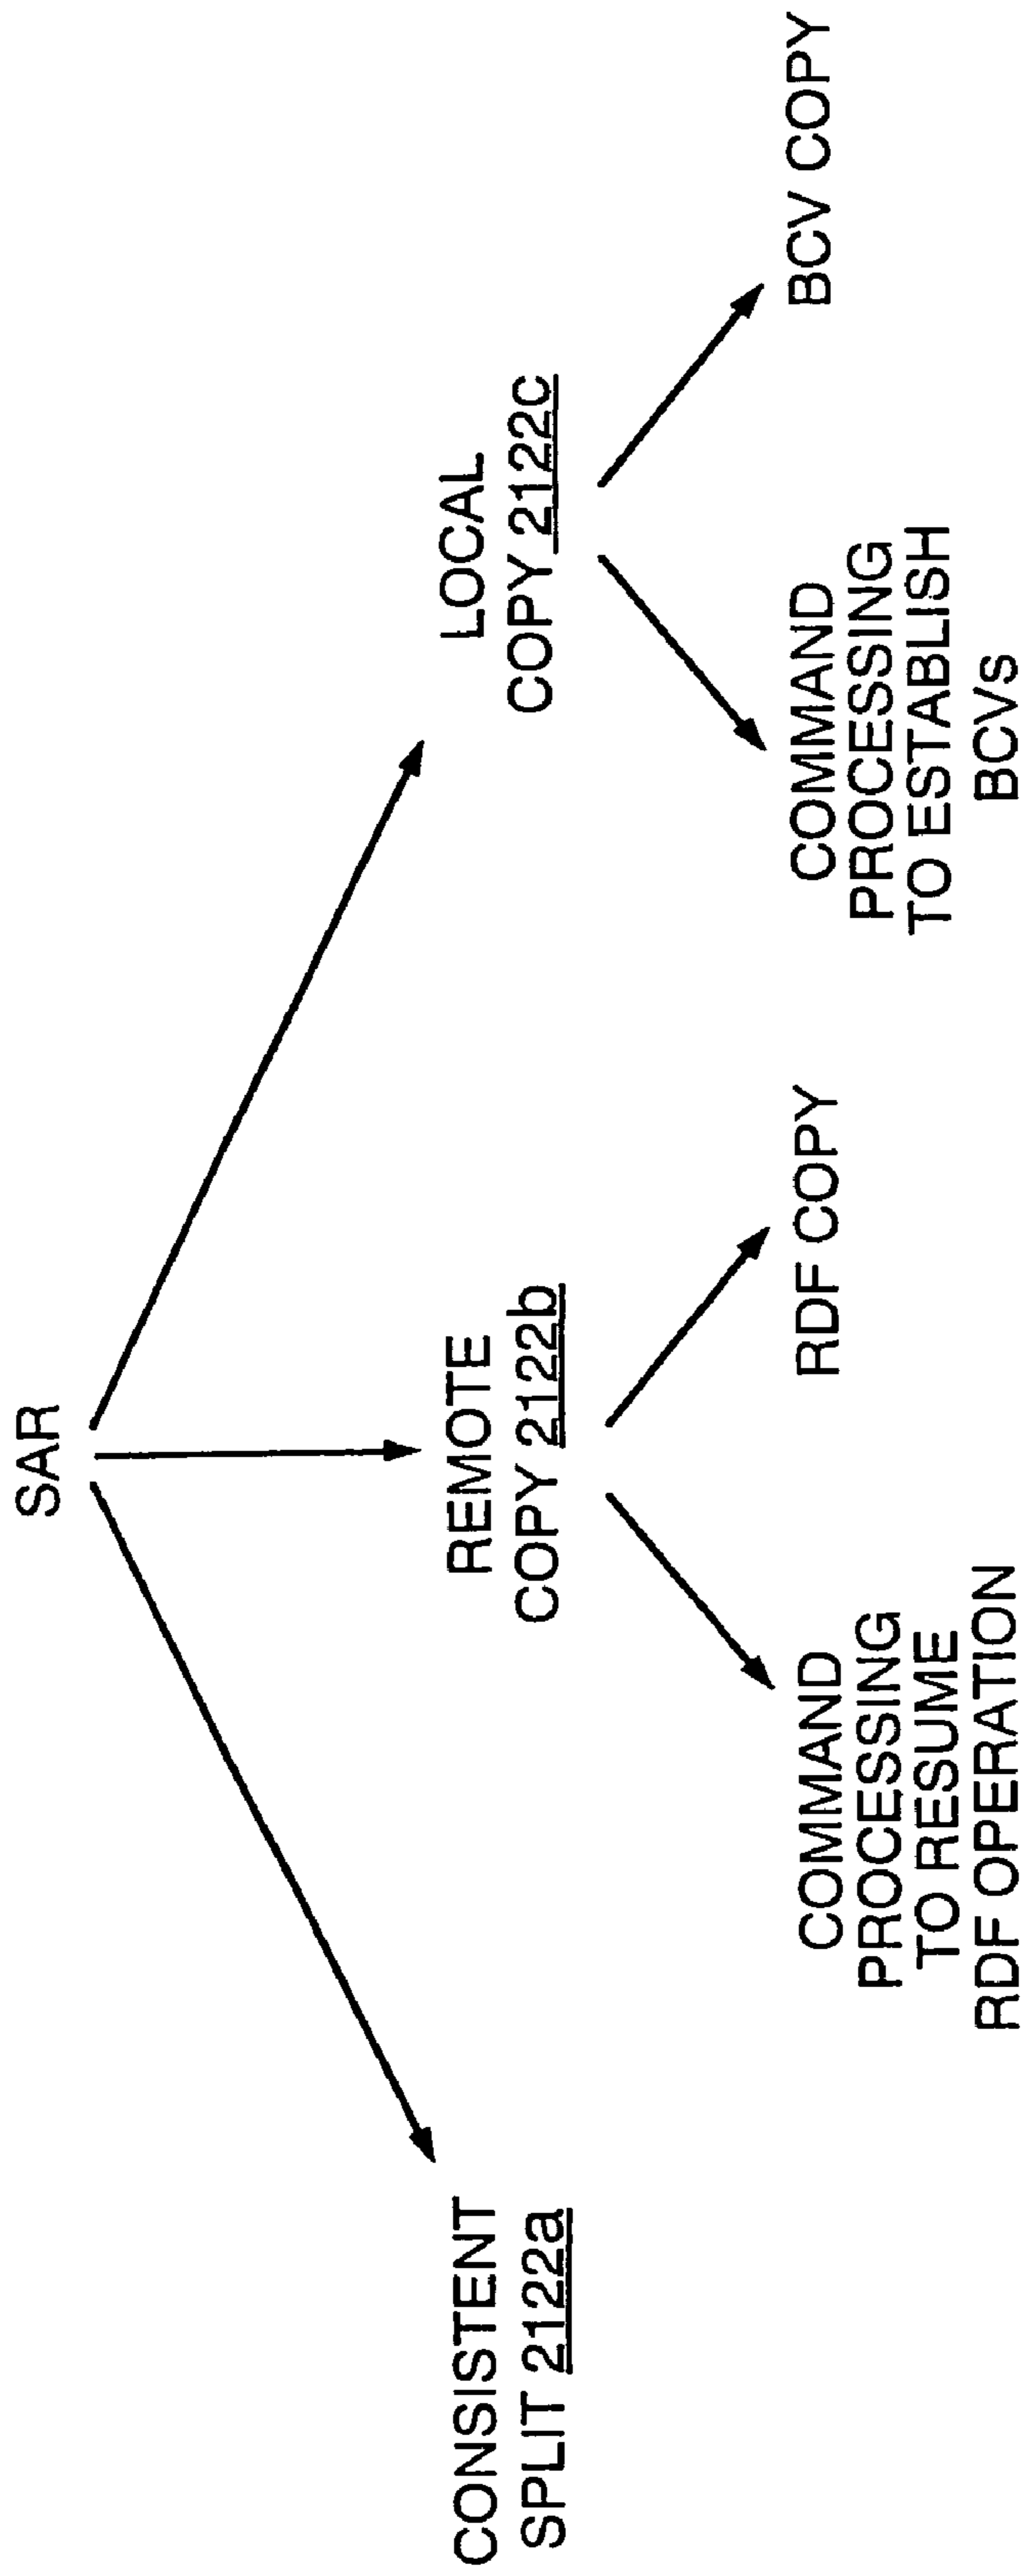 SAR
CONSISTENT
SPLIT 2122a
REMOTE
COPY 2122b
LOCAL
COPY 2122c
COMMAND
PROCESSING
TO RESUME
RDF OPERATION
RDF COPY
COMMAND
PROCESSING
TO ESTABLISH
BCVs
BCV COPY